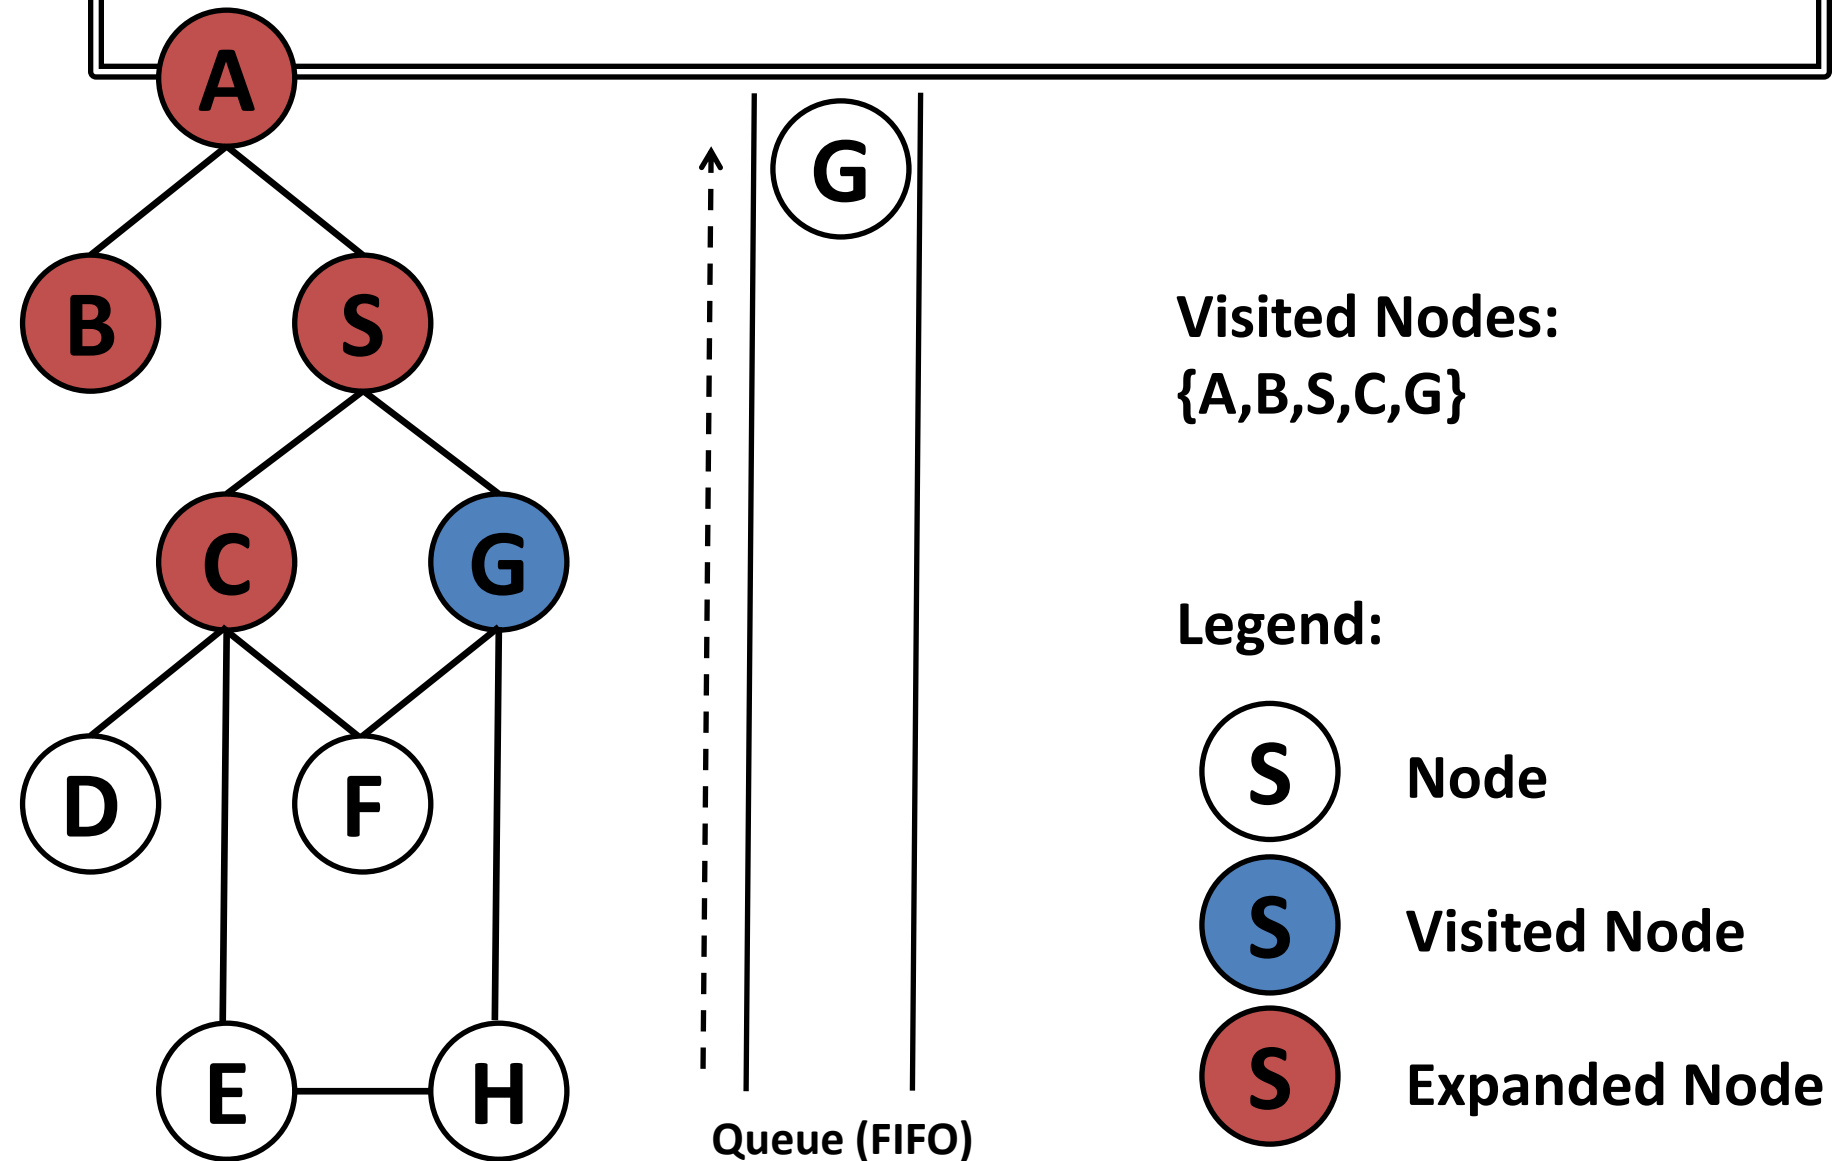 A
B S
C G
D F
E H
G
Queue (FIFO)
Visited Nodes:
{A,B,S,C,G}
Legend:
S Node
S Visited Node
S Expanded Node